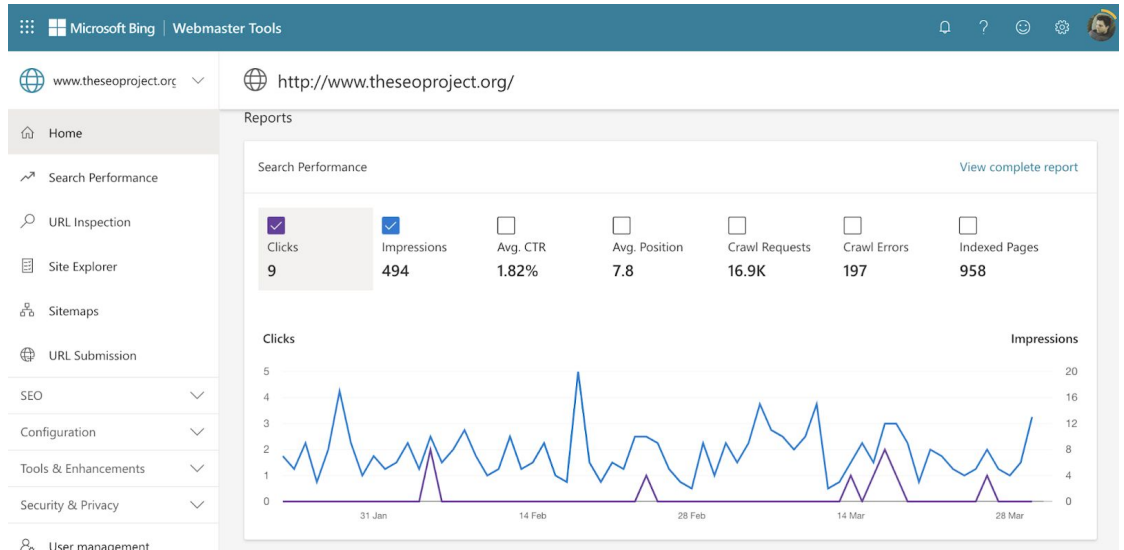 Microsoft Bing | Webmaster Tools
www.theseoproject.org
http://www.theseoproject.org/
Home
Search Performance
URL Inspection
Site Explorer
Sitemaps
URL Submission
SEO
Configuration
Tools & Enhancements
Security & Privacy
User management
Reports
Search Performance
View complete report
Clicks
9
Impressions
494
Avg. CTR
1.82%
Avg. Position
7.8
Crawl Requests
16.9K
Crawl Errors
197
Indexed Pages
958
Clicks
Impressions
5
4
3
2
1
0
20
16
12
8
4
0
31 Jan
14 Feb
28 Feb
14 Mar
28 Mar